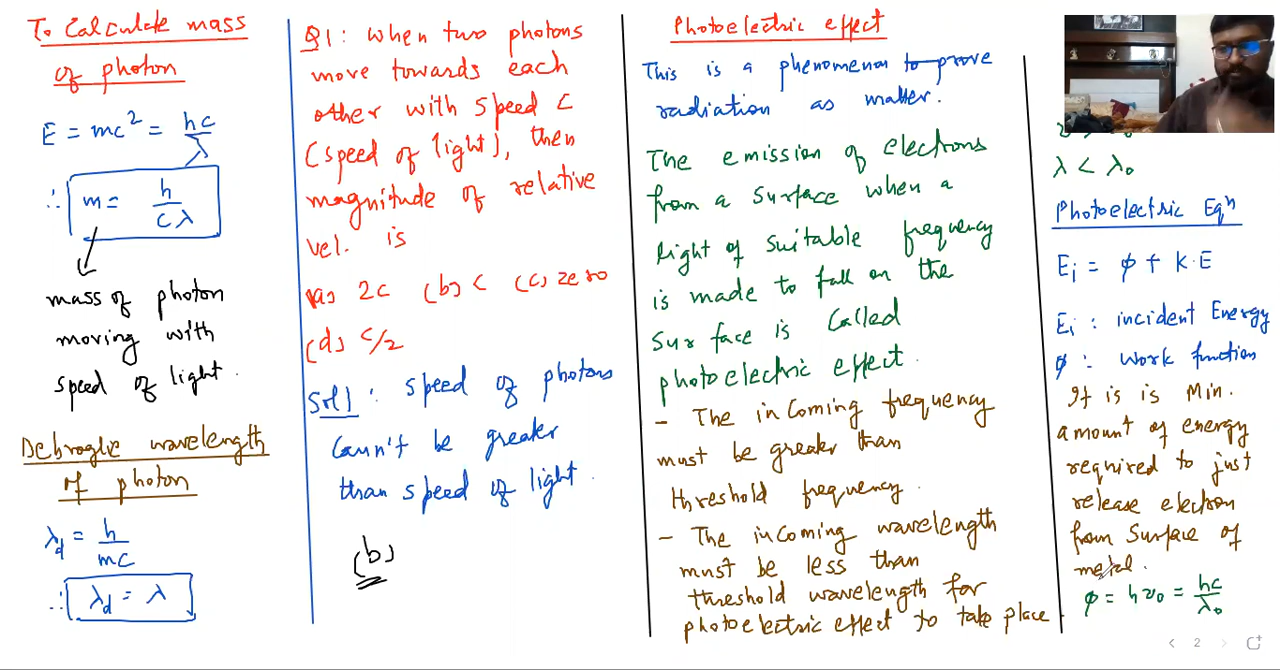 To Calculate mass
of photon
E = mc² = hc/λ
∴ m = h/cλ
mass of photon
moving with
speed of light.
Debroglie wavelength
of photon
λd = h/mc
∴ λd = λ
Q1: when two photons
move towards each
other with speed c
(speed of light), then
magnitude of relative
vel. is
(a) 2c (b) c (c) zero
(d) c/2
Sol1: speed of photons
cann't be greater
than speed of light.
(b)
Photoelectric effect
This is a phenomenon to prove
radiation as matter.
The emission of electrons
from a surface when a
light of suitable frequency
is made to fall on the
surface is called
photoelectric effect.
- The incoming frequency
must be greater than
threshold frequency.
- The incoming wavelength
must be less than
threshold wavelength for
photoelectric effect to take place.
λ < λ₀
Photoelectric Eqⁿ
Ei = φ + K.E
Ei : incident Energy
φ : work function
It is is Min.
amount of energy
required to just
release electron
from surface of
metal.
φ = hν₀ = hc/λ₀
2